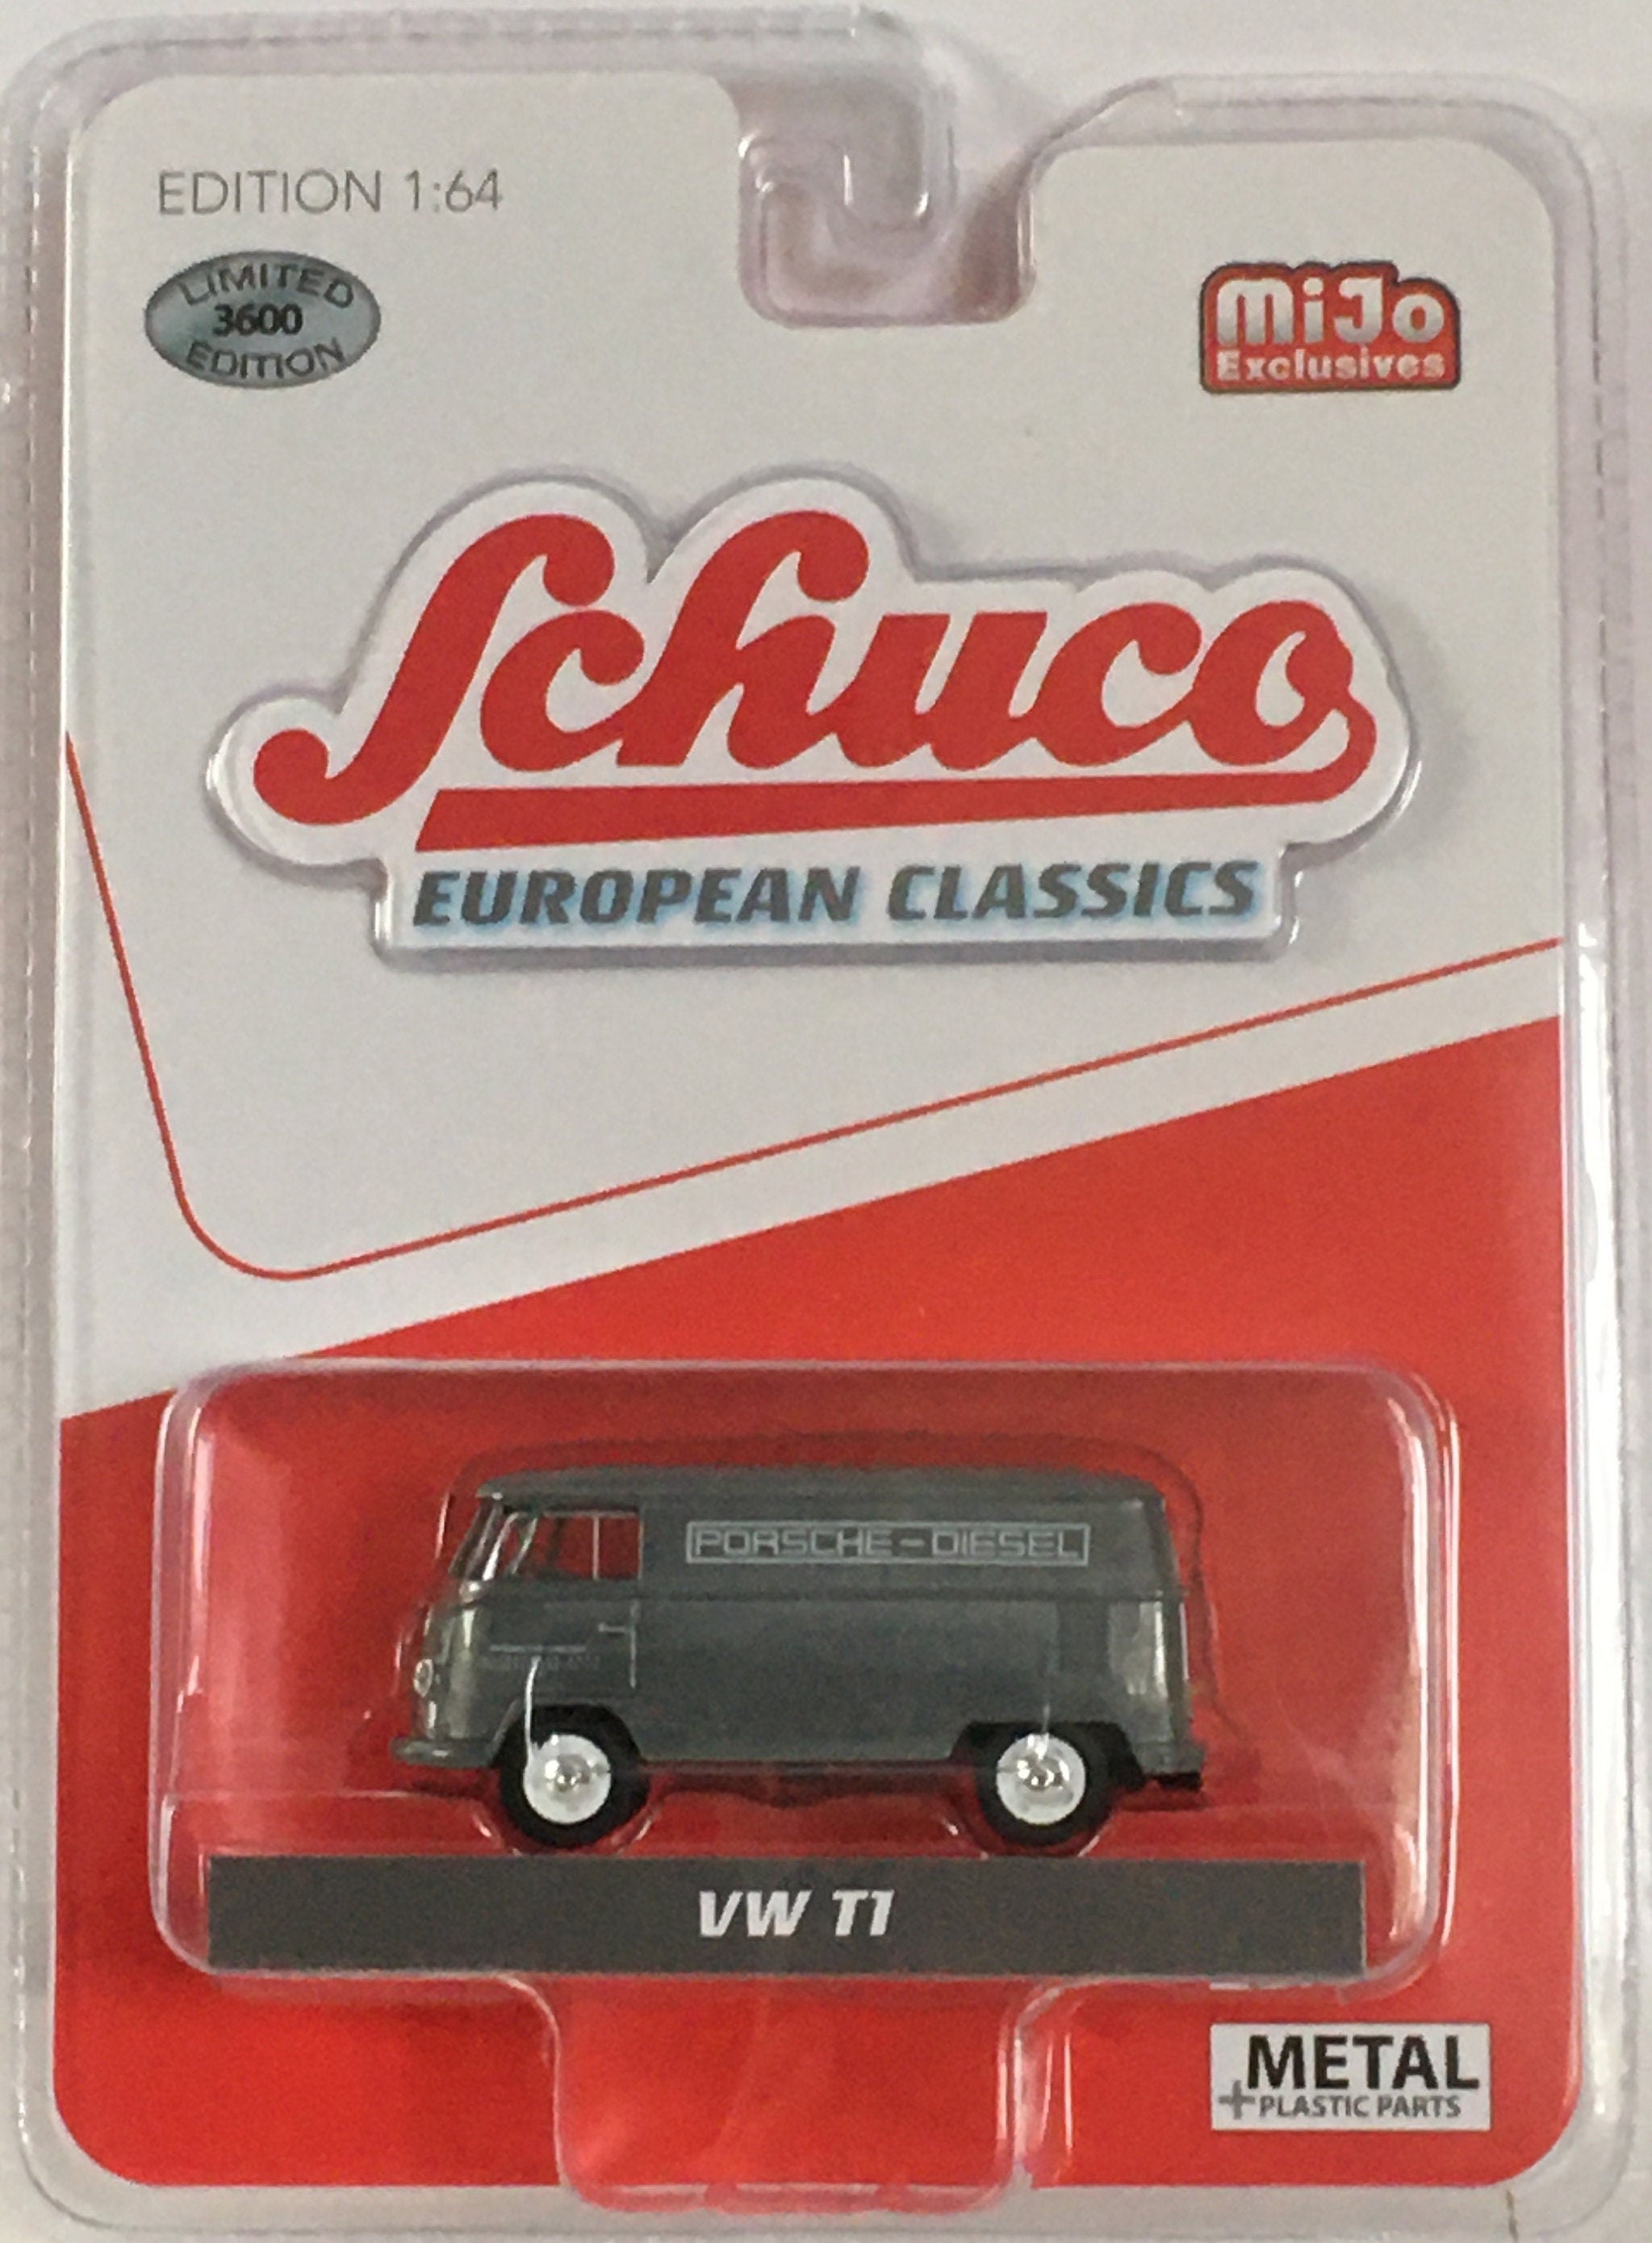 EDITION 1:64
LIMITED
3600
EDITION
MiJo
Exclusives
Schuco
EUROPEAN CLASSICS
PORSCHE-DIESEL
VW T1
METAL
+PLASTIC PARTS